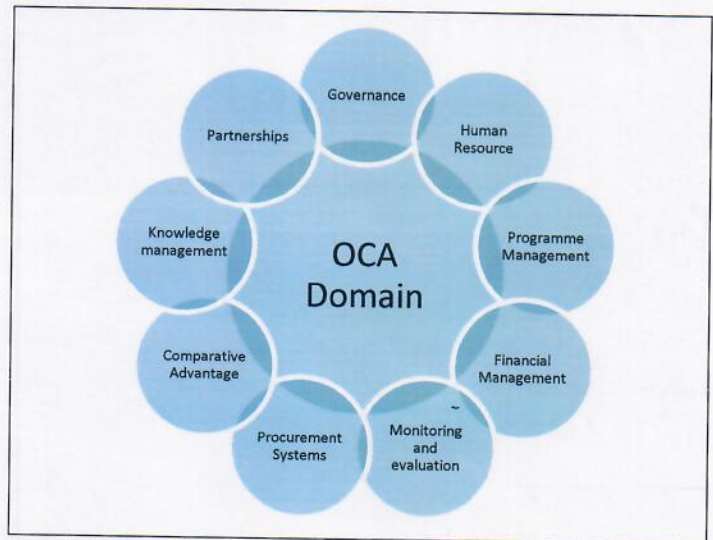 OCA
Domain
Governance
Human
Resource
Programme
Management
Financial
Management
Monitoring
and
evaluation
Procurement
Systems
Comparative
Advantage
Knowledge
management
Partnerships